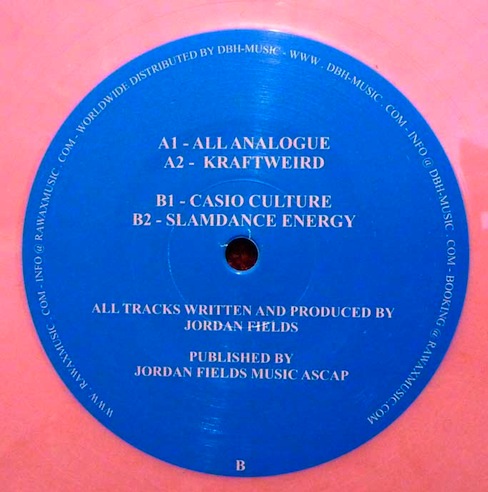 WWW . RAWAXMUSIC . COM - INFO @ RAWAXMUSIC . COM - WORLDWIDE DISTRIBUTED BY DBH-MUSIC - WWW . DBH-MUSIC . COM - INFO @ DBH-MUSIC . COM - BOOKING @ RAWAXMUSIC.COM
A1 - ALL ANALOGUE
A2 - KRAFTWEIRD
B1 - CASIO CULTURE
B2 - SLAMDANCE ENERGY
ALL TRACKS WRITTEN AND PRODUCED BY
JORDAN FIELDS
PUBLISHED BY
JORDAN FIELDS MUSIC ASCAP
B